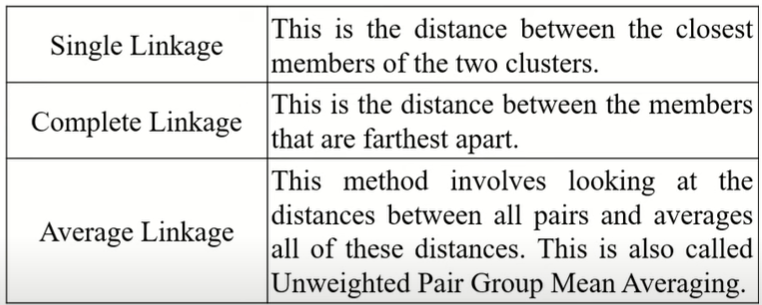 Single Linkage
This is the distance between the closest
members of the two clusters.
Complete Linkage
This is the distance between the members
that are farthest apart.
Average Linkage
This method involves looking at the
distances between all pairs and averages
all of these distances. This is also called
Unweighted Pair Group Mean Averaging.